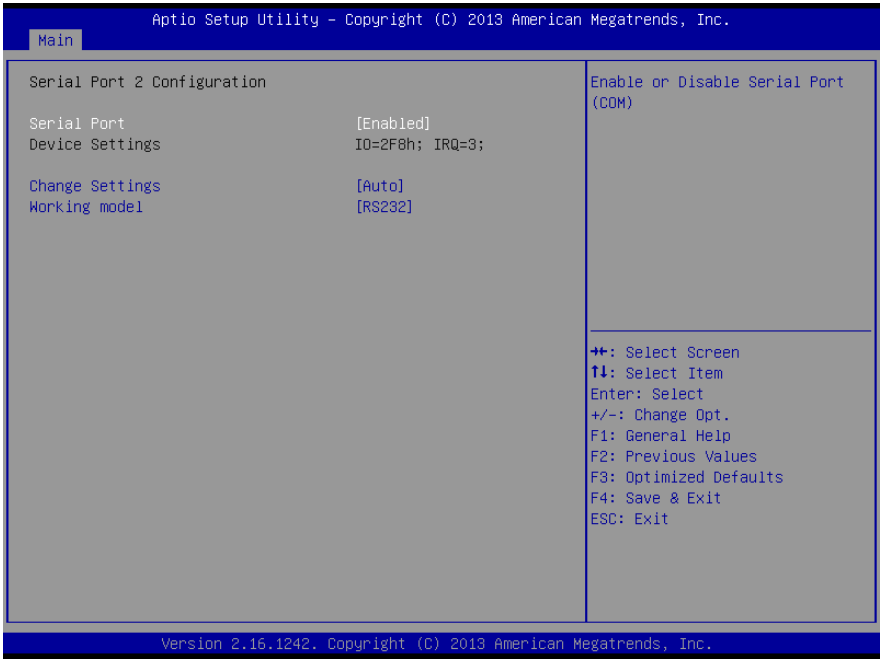 Aptio Setup Utility – Copyright (C) 2013 American Megatrends, Inc.
Main
Serial Port 2 Configuration
Serial Port [Enabled]
Device Settings IO=2F8h; IRQ=3;
Change Settings [Auto]
Working model [RS232]
Enable or Disable Serial Port
(COM)
→←: Select Screen
↑↓: Select Item
Enter: Select
+/-: Change Opt.
F1: General Help
F2: Previous Values
F3: Optimized Defaults
F4: Save & Exit
ESC: Exit
Version 2.16.1242. Copyright (C) 2013 American Megatrends, Inc.